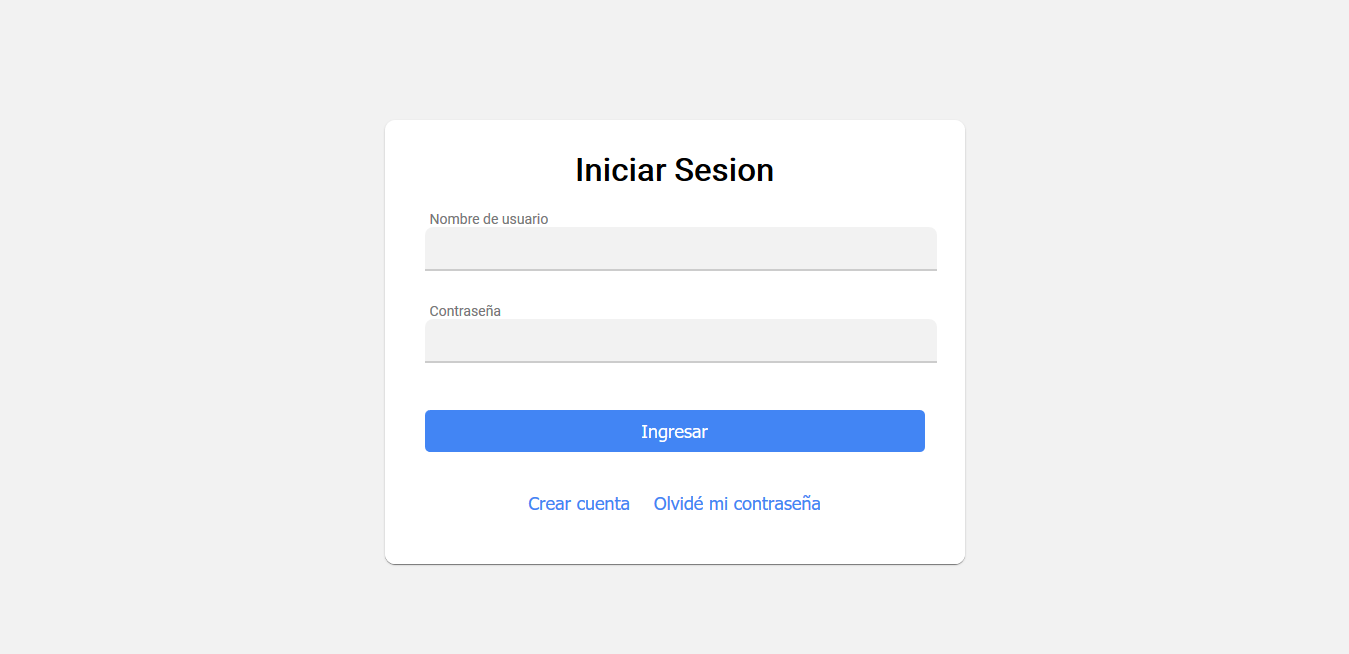 Iniciar Sesion
Nombre de usuario
Contraseña
Ingresar
Crear cuenta Olvidé mi contraseña